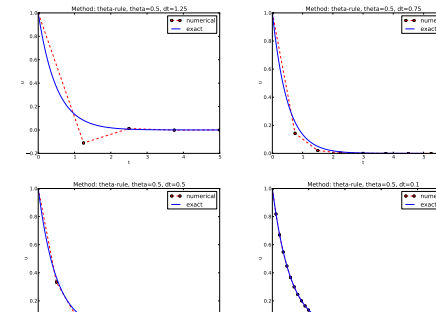 Method: theta-rule, theta=0.5, dt=1.25
1.0
0.8
0.6
0.4
0.2
0.0
−0.2
0 1 2 3 4 5
u
t
numerical
exact
Method: theta-rule, theta=0.5, dt=0.75
1.0
0.8
0.6
0.4
0.2
0.0
0 1 2 3 4
u
t
nume
exact
Method: theta-rule, theta=0.5, dt=0.5
1.0
0.8
0.6
0.4
0.2
u
numerical
exact
Method: theta-rule, theta=0.5, dt=0.1
1.0
0.8
0.6
0.4
0.2
u
nume
exact